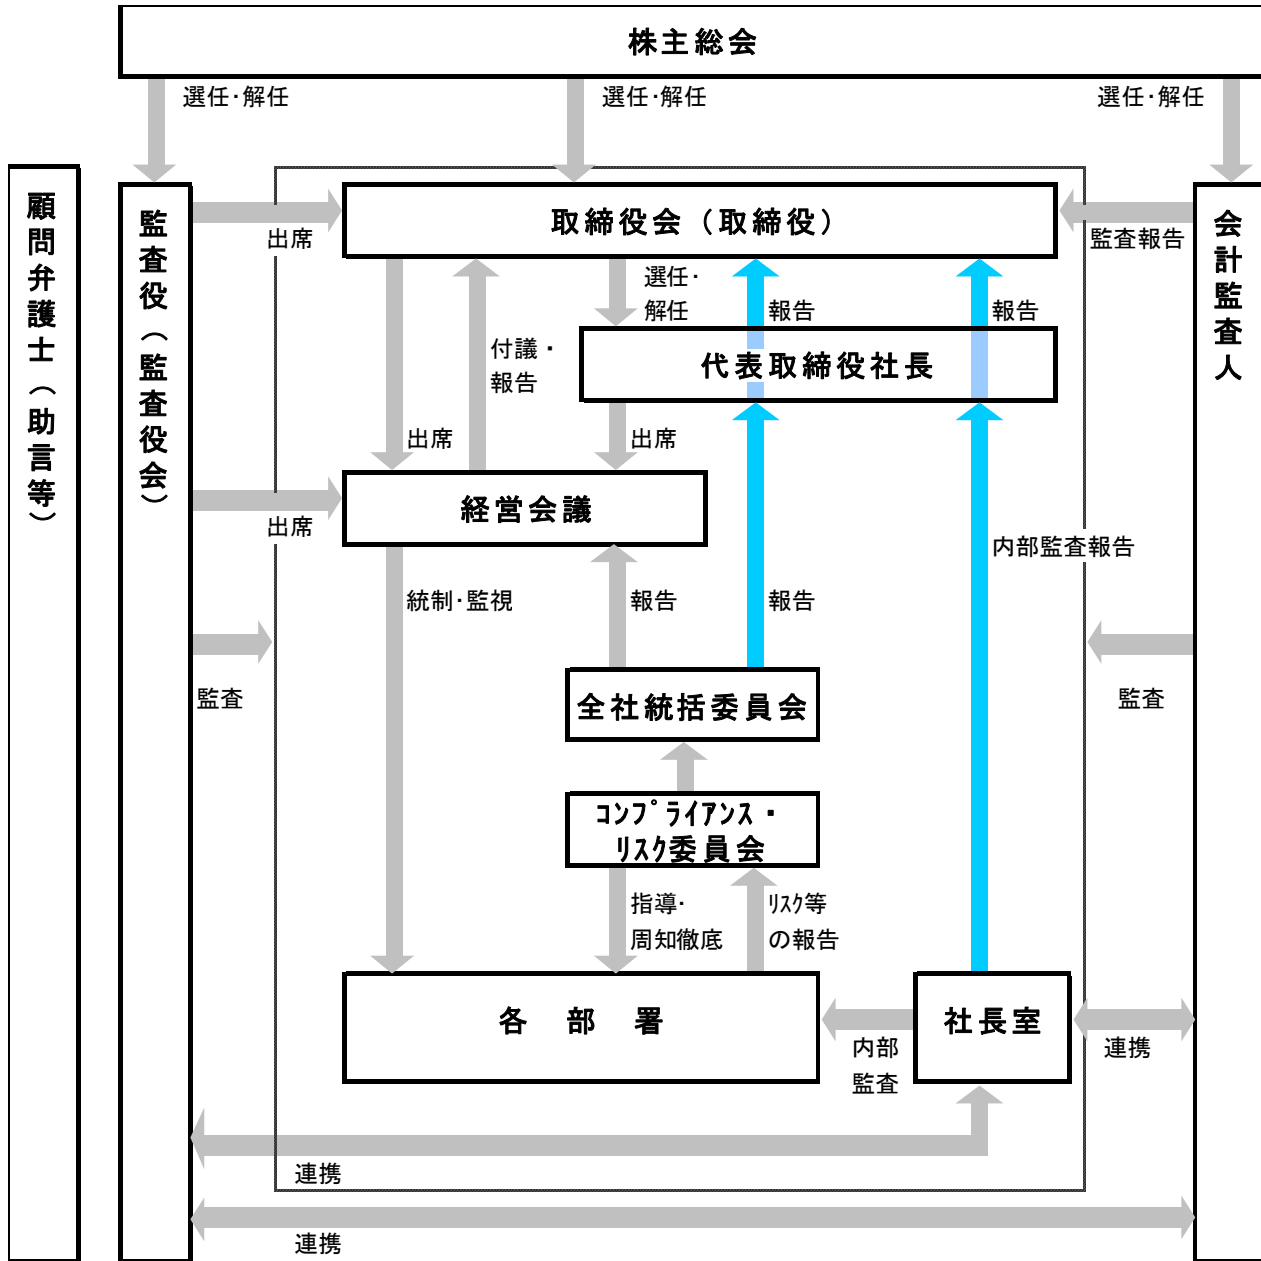 株主総会
選任・解任
選任・解任
選任・解任
顧問弁護士（助言等）
監査役（監査役会）
会計監査人
取締役会（取締役）
出席
監査報告
選任・
解任
報告
報告
付議・
報告
代表取締役社長
出席
出席
経営会議
出席
内部監査報告
統制・監視
報告
報告
監査
監査
全社統括委員会
ｺﾝﾌﾟﾗｲｱﾝｽ・
ﾘｽｸ委員会
指導・
周知徹底
ﾘｽｸ等
の報告
各　部　署
社長室
内部
監査
連携
連携
連携